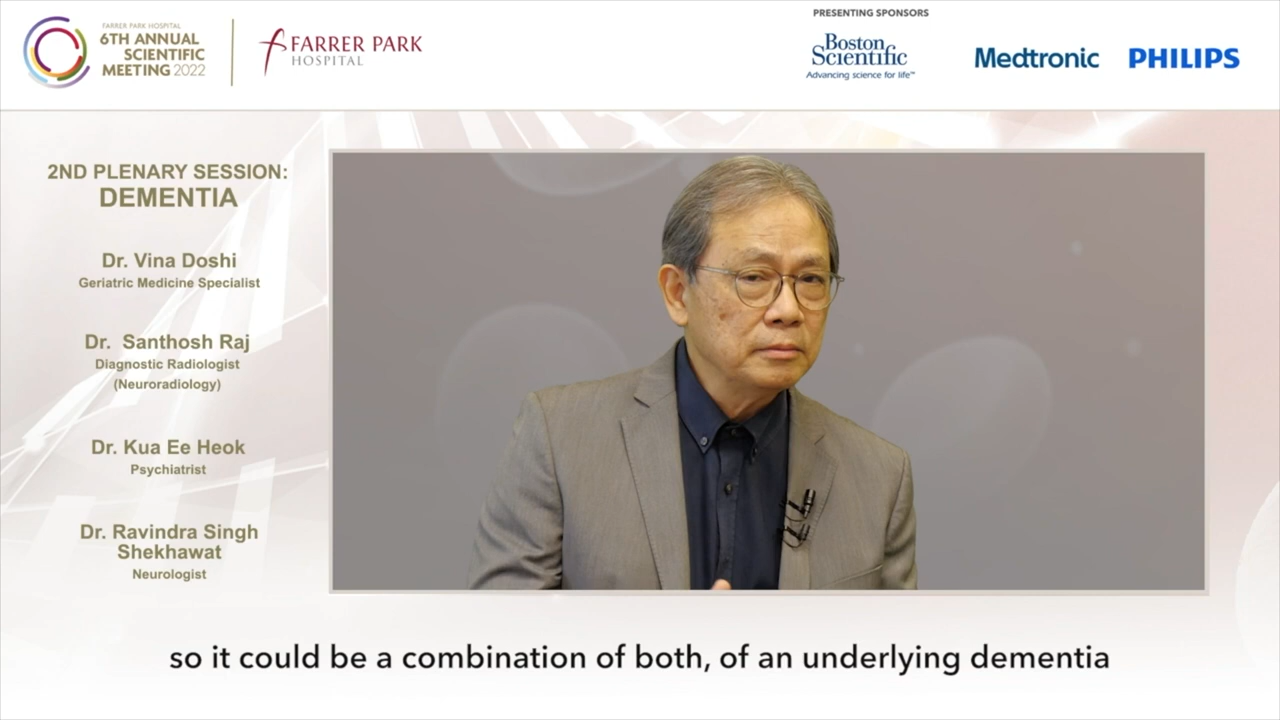 FARRER PARK HOSPITAL
6TH ANNUAL
SCIENTIFIC
MEETING 2022
FARRER PARK
HOSPITAL
PRESENTING SPONSORS
Boston
Scientific
Advancing science for life™
Medtronic
PHILIPS
2ND PLENARY SESSION:
DEMENTIA
Dr. Vina Doshi
Geriatric Medicine Specialist
Dr. Santhosh Raj
Diagnostic Radiologist
(Neuroradiology)
Dr. Kua Ee Heok
Psychiatrist
Dr. Ravindra Singh
Shekhawat
Neurologist
so it could be a combination of both, of an underlying dementia